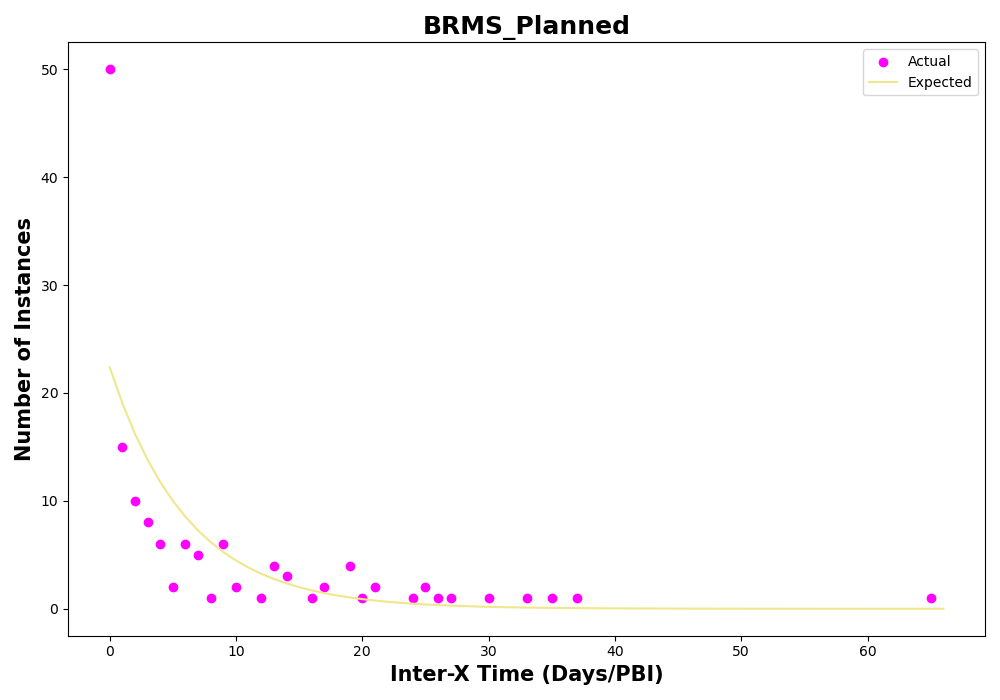 BRMS_Planned
Actual
Expected
50
40
30
20
10
0
Number of Instances
0 10 20 30 40 50 60
Inter-X Time (Days/PBI)